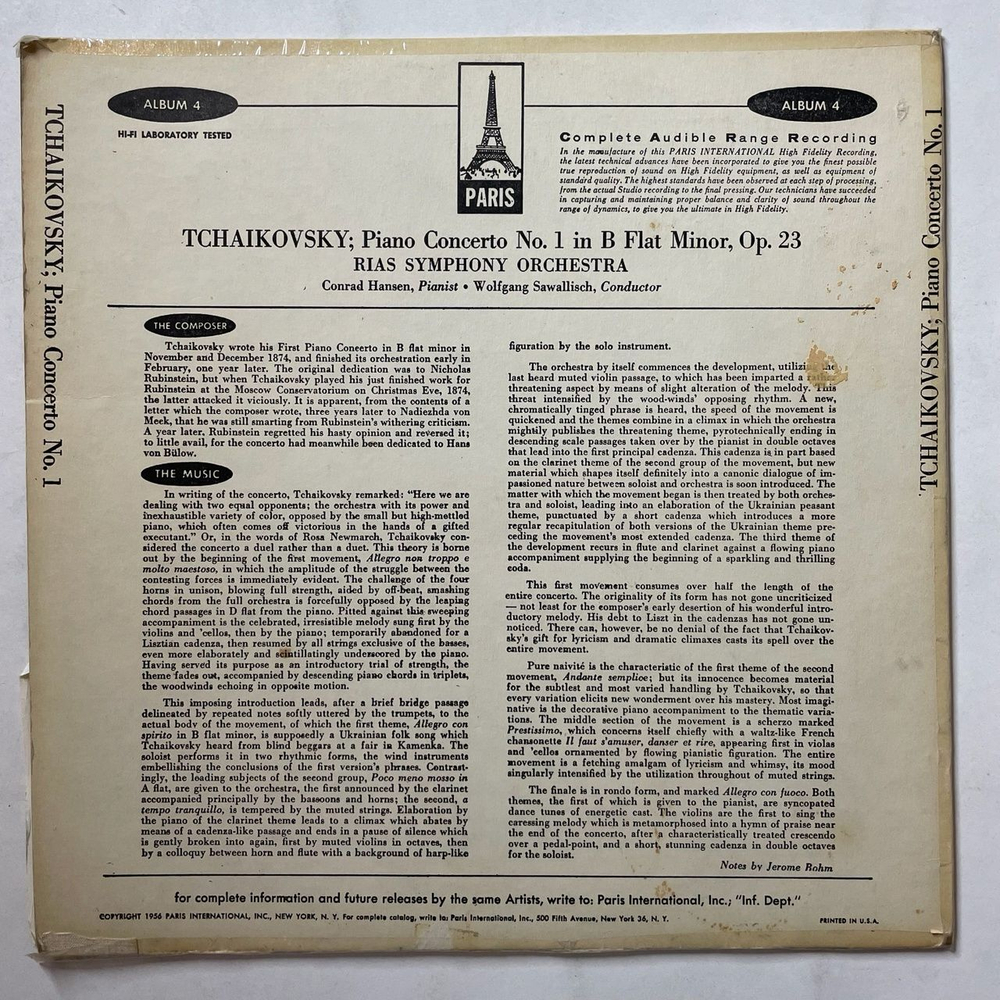 ALBUM 4
ALBUM 4
HI-FI LABORATORY TESTED
PARIS
Complete Audible Range Recording
In the manufacture of this PARIS INTERNATIONAL High Fidelity Recording,
the latest technical advances have been incorporated to give you the finest possible
true reproduction of sound on High Fidelity equipment, as well as equipment of
standard quality. The highest standards have been observed at each step of processing,
from the actual Studio recording to the final pressing. Our technicians have succeeded
in capturing and maintaining proper balance and clarity of sound throughout the
range of dynamics, to give you the ultimate in High Fidelity.
TCHAIKOVSKY; Piano Concerto No. 1
TCHAIKOVSKY; Piano Concerto No. 1
TCHAIKOVSKY; Piano Concerto No. 1 in B Flat Minor, Op. 23
RIAS SYMPHONY ORCHESTRA
Conrad Hansen, Pianist • Wolfgang Sawallisch, Conductor
THE COMPOSER
Tchaikovsky wrote his First Piano Concerto in B flat minor in
November and December 1874, and finished its orchestration early in
February, one year later. The original dedication was to Nicholas
Rubinstein, but when Tchaikovsky played his just finished work for
Rubinstein at the Moscow Conservatorium on Christmas Eve, 1874,
the latter attacked it viciously. It is apparent, from the contents of a
letter which the composer wrote, three years later to Nadiezhda von
Meek, that he was still smarting from Rubinstein's withering criticism.
A year later, Rubinstein regretted his hasty opinion and reversed it;
to little avail, for the concerto had meanwhile been dedicated to Hans
von Bülow.
THE MUSIC
In writing of the concerto, Tchaikovsky remarked: "Here we are
dealing with two equal opponents; the orchestra with its power and
inexhaustible variety of color, opposed by the small but high-mettled
piano, which often comes off victorious in the hands of a gifted
executant." Or, in the words of Rosa Newmarch, Tchaikovsky con-
sidered the concerto a duel rather than a duet. This theory is borne
out by the beginning of the first movement, Allegro non troppo e
molto maestoso, in which the amplitude of the struggle between the
contesting forces is immediately evident. The challenge of the four
horns in unison, blowing full strength, aided by off-beat, smashing
chords from the full orchestra is forcefully opposed by the leaping
chord passages in D flat from the piano. Pitted against this sweeping
accompaniment is the celebrated, irresistible melody sung first by the
violins and 'cellos, then by the piano; temporarily abandoned for a
Lisztian cadenza, then resumed by all strings exclusive of the basses,
even more elaborately and scintillatingly underscored by the piano.
Having served its purpose as an introductory trial of strength, the
theme fades out, accompanied by descending piano chords in triplets,
the woodwinds echoing in opposite motion.
This imposing introduction leads, after a brief bridge passage
delineated by repeated notes softly uttered by the trumpets, to the
actual body of the movement, of which the first theme, Allegro con
spirito in B flat minor, is supposedly a Ukrainian folk song which
Tchaikovsky heard from blind beggars at a fair in Kamenka. The
soloist performs it in two rhythmic forms, the wind instruments
embellishing the conclusions of the first version's phrases. Contrast-
ingly, the leading subjects of the second group, Poco meno mosso in
A flat, are given to the orchestra, the first announced by the clarinet
accompanied principally by the bassoons and horns; the second, a
tempo tranquillo, is tempered by the muted strings. Elaboration by
the piano of the clarinet theme leads to a climax which abates by
means of a cadenza-like passage and ends in a pause of silence which
is gently broken into again, first by muted violins in octaves, then
by a colloquy between horn and flute with a background of harp-like
figuration by the solo instrument.
The orchestra by itself commences the development, utilizing the
last heard muted violin passage, to which has been imparted a rather
threatening aspect by means of slight alteration of the melody. This
threat intensified by the wood-winds' opposing rhythm. A new,
chromatically tinged phrase is heard, the speed of the movement is
quickened and the themes combine in a climax in which the orchestra
mightily publishes the threatening theme, pyrotechnically ending in
descending scale passages taken over by the pianist in double octaves
that lead into the first principal cadenza. This cadenza is in part based
on the clarinet theme of the second group of the movement, but new
material which shapes itself definitely into a canonic dialogue of im-
passioned nature between soloist and orchestra is soon introduced. The
matter with which the movement began is then treated by both orches-
tra and soloist, leading into an elaboration of the Ukrainian peasant
theme, punctuated by a short cadenza which introduces a more
regular recapitulation of both versions of the Ukrainian theme pre-
ceding the movement's most extended cadenza. The third theme of
the development recurs in flute and clarinet against a flowing piano
accompaniment supplying the beginning of a sparkling and thrilling
coda.
This first movement consumes over half the length of the
entire concerto. The originality of its form has not gone uncriticized
— not least for the composer's early desertion of his wonderful intro-
ductory melody. His debt to Liszt in the cadenzas has not gone un-
noticed. There can, however, be no denial of the fact that Tchaikov-
sky's gift for lyricism and dramatic climaxes casts its spell over the
entire movement.
Pure naivité is the characteristic of the first theme of the second
movement, Andante semplice; but its innocence becomes material
for the subtlest and most varied handling by Tchaikovsky, so that
every variation elicits new wonderment over his mastery. Most imagi-
native is the decorative piano accompaniment to the thematic varia-
tions. The middle section of the movement is a scherzo marked
Prestissimo, which concerns itself chiefly with a waltz-like French
chansonette Il faut s'amuser, danser et rire, appearing first in violas
and 'cellos ornamented by flowing pianistic figuration. The entire
movement is a fetching amalgam of lyricism and whimsy, its mood
singularly intensified by the utilization throughout of muted strings.
The finale is in rondo form, and marked Allegro con fuoco. Both
themes, the first of which is given to the pianist, are syncopated
dance tunes of energetic cast. The violins are the first to sing the
caressing melody which is metamorphosed into a hymn of praise near
the end of the concerto, after a characteristically treated crescendo
over a pedal-point, and a short, stunning cadenza in double octaves
for the soloist.
Notes by Jerome Rohm
for complete information and future releases by the same Artists, write to: Paris International, Inc.; "Inf. Dept."
COPYRIGHT 1956 PARIS INTERNATIONAL, INC., NEW YORK, N. Y. For complete catalog, write to: Paris International, Inc., 500 Fifth Avenue, New York 36, N. Y.
PRINTED IN U.S.A.